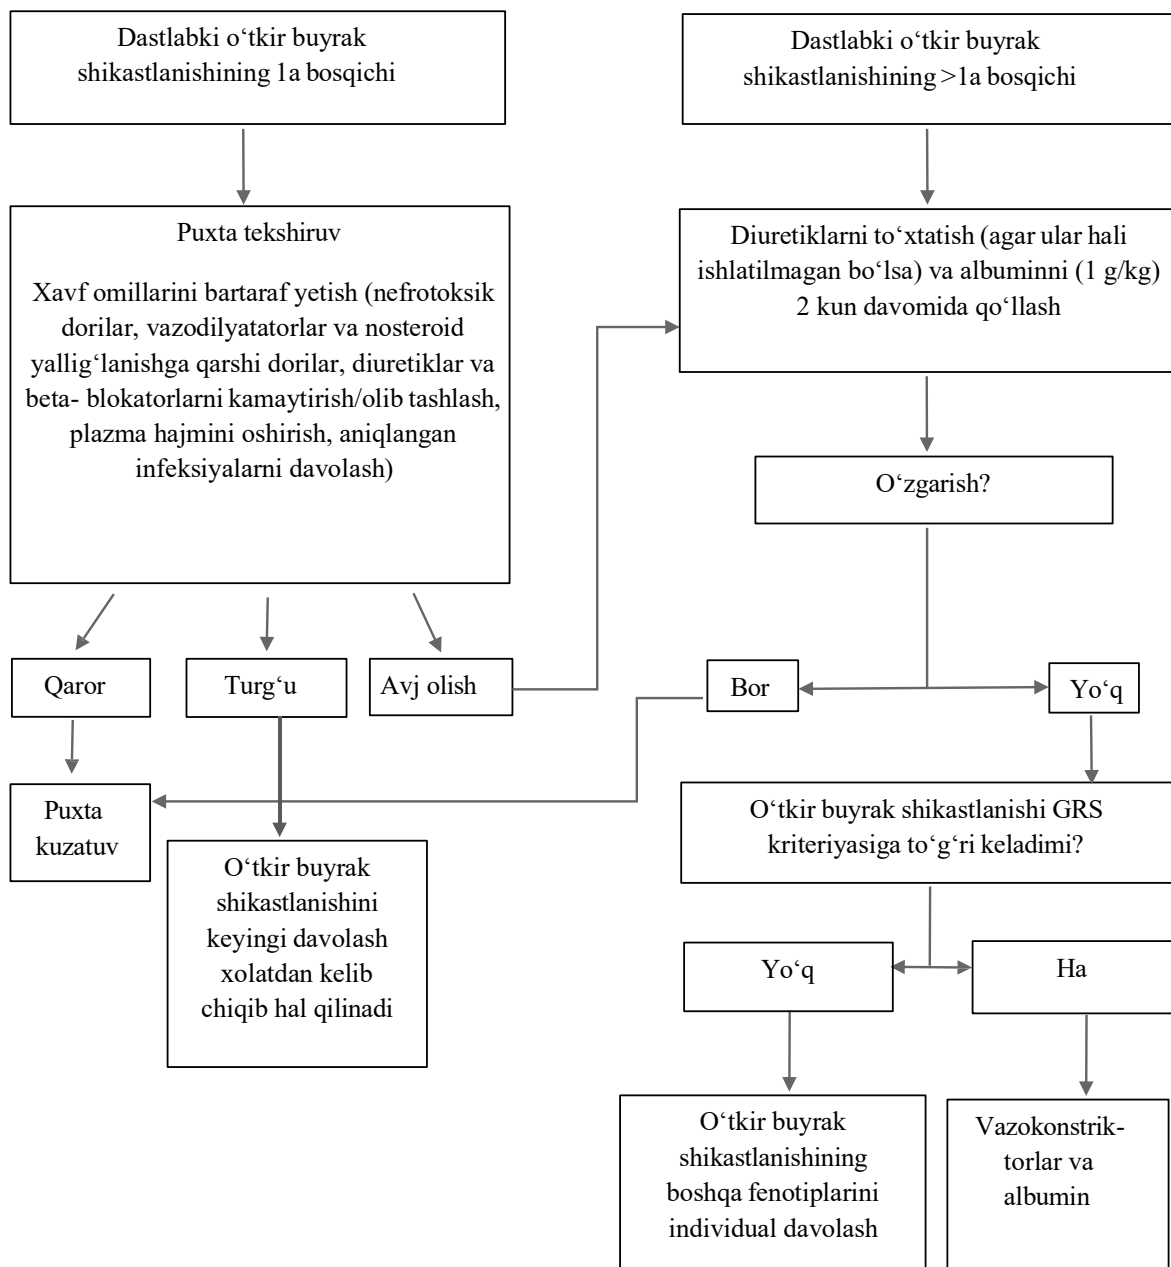 Dastlabki o‘tkir buyrak
shikastlanishining 1a bosqichi
Dastlabki o‘tkir buyrak
shikastlanishining >1a bosqichi
Puxta tekshiruv
Xavf omillarini bartaraf yetish (nefrotoksik
dorilar, vazodilyatatorlar va nosteroid
yallig‘lanishga qarshi dorilar, diuretiklar va
beta- blokatorlarni kamaytirish/olib tashlash,
plazma hajmini oshirish, aniqlangan
infeksiyalarni davolash)
Diuretiklarni to‘xtatish (agar ular hali
ishlatilmagan bo‘lsa) va albuminni (1 g/kg)
2 kun davomida qo‘llash
O‘zgarish?
Qaror
Turg‘u
Avj olish
Bor
Yo‘q
Puxta
kuzatuv
O‘tkir buyrak
shikastlanishini
keyingi davolash
xolatdan kelib
chiqib hal qilinadi
O‘tkir buyrak shikastlanishi GRS
kriteriyasiga to‘g‘ri keladimi?
Yo‘q
Ha
O‘tkir buyrak
shikastlanishining
boshqa fenotiplarini
individual davolash
Vazokonstrik-
torlar va
albumin